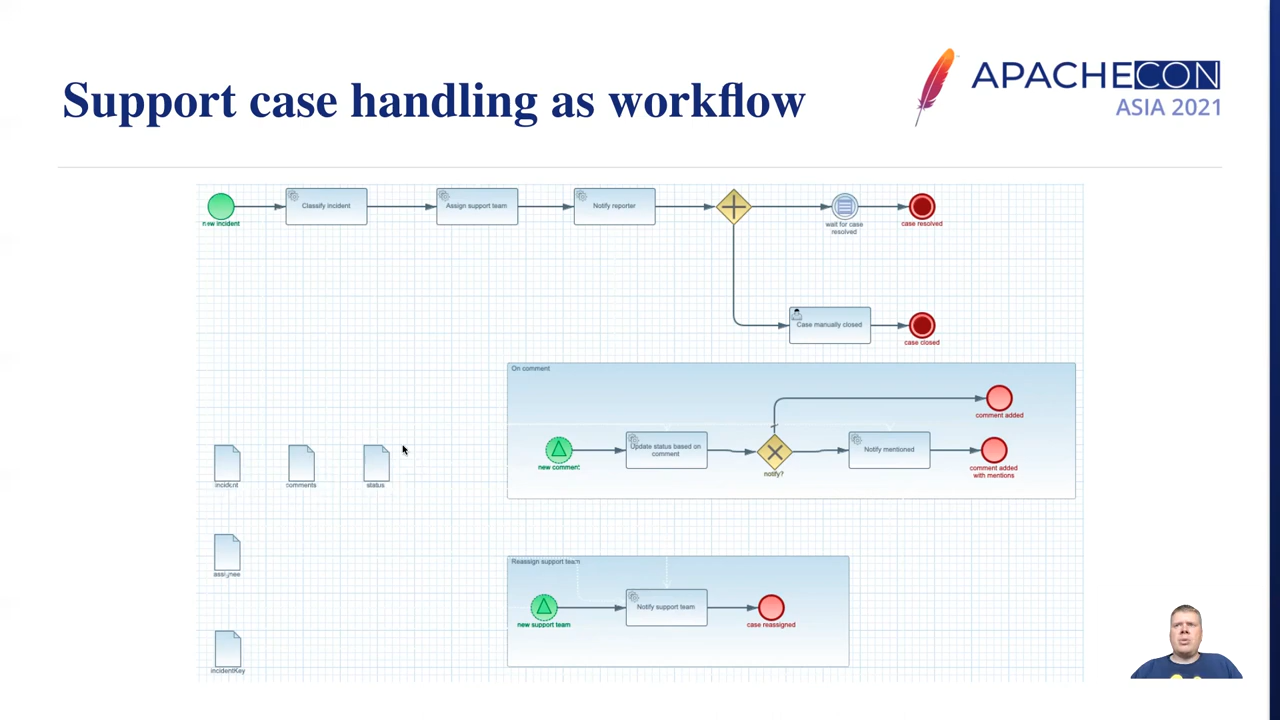 Support case handling as workflow
APACHECON
ASIA 2021
new incident
Classify incident
Assign support team
Notify reporter
wait for case
resolved
case resolved
Case manually closed
case closed
On comment
new comment
Update status based on
comment
notify?
Notify mentioned
comment added
comment added
with mentions
incident
comments
status
assignee
Reassign support team
new support team
Notify support team
case reassigned
incidentKey